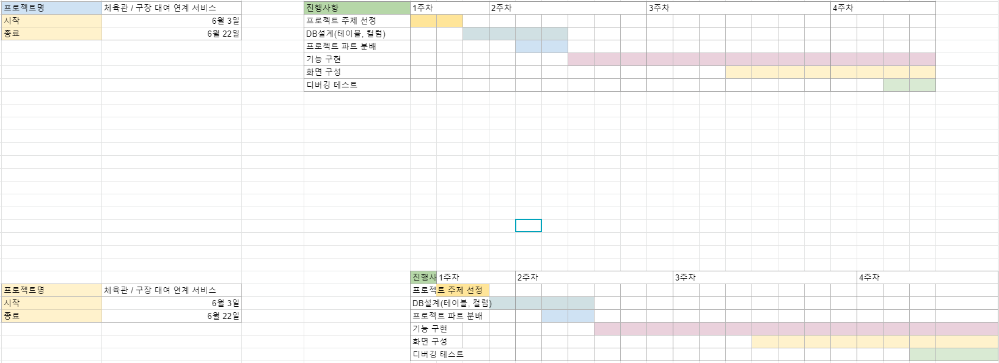 프로젝트명 체육관 / 구장 대여 연계 서비스 진행사항 1주차 2주차 3주차 4주차
시작 6월 3일 프로젝트 주제 선정
종료 6월 22일 DB설계(테이블, 컬럼)
프로젝트 파트 분배
기능 구현
화면 구성
디버깅 테스트
진행사 1주차 2주차 3주차 4주차
프로젝트명 체육관 / 구장 대여 연계 서비스 프로젝트 주제 선정
시작 6월 3일 DB설계(테이블, 컬럼)
종료 6월 22일 프로젝트 파트 분배
기능 구현
화면 구성
디버깅 테스트